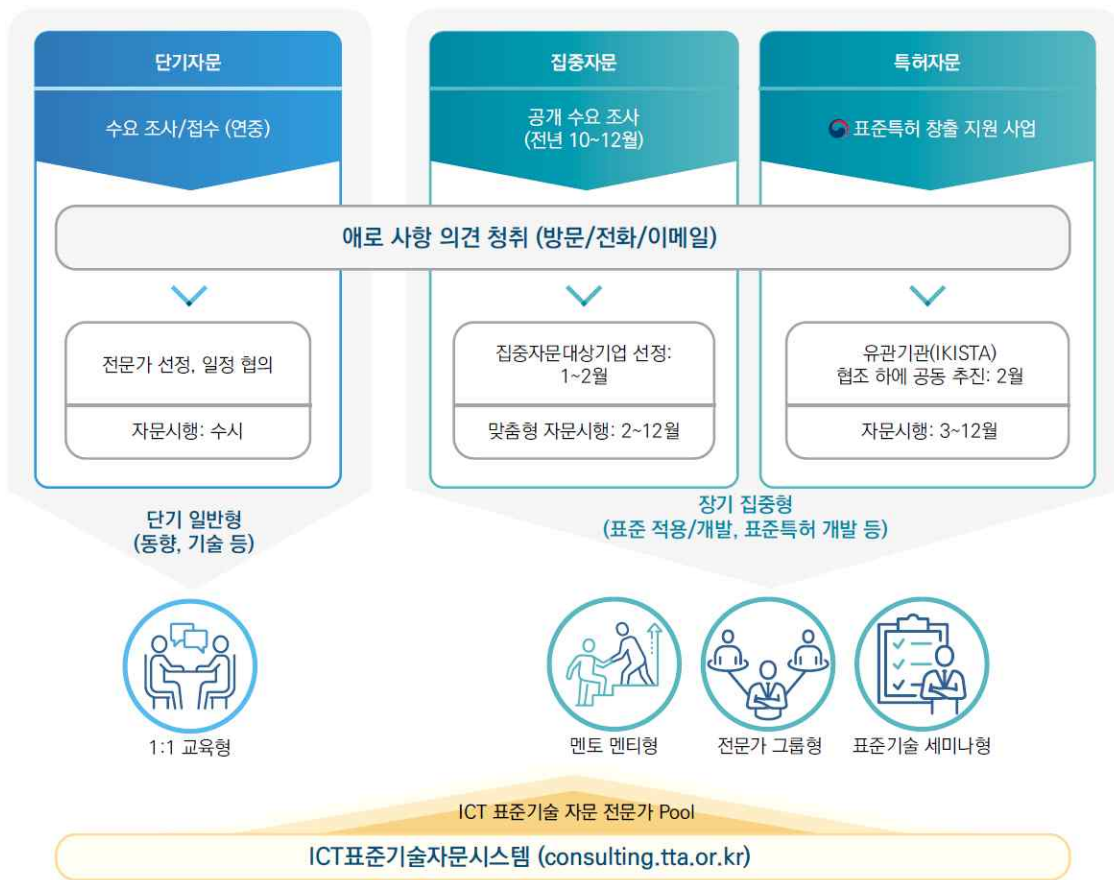 단기자문
수요 조사/접수 (연중)
집중자문
공개 수요 조사
(전년 10~12월)
특허자문
표준특허 창출 지원 사업
애로 사항 의견 청취 (방문/전화/이메일)
전문가 선정, 일정 협의
자문시행: 수시
집중자문대상기업 선정:
1~2월
맞춤형 자문시행: 2~12월
유관기관(IKISTA)
협조 하에 공동 추진: 2월
자문시행: 3~12월
단기 일반형
(동향, 기술 등)
장기 집중형
(표준 적용/개발, 표준특허 개발 등)
1:1 교육형
멘토 멘티형
전문가 그룹형
표준기술 세미나형
ICT 표준기술 자문 전문가 Pool
ICT표준기술자문시스템 (consulting.tta.or.kr)